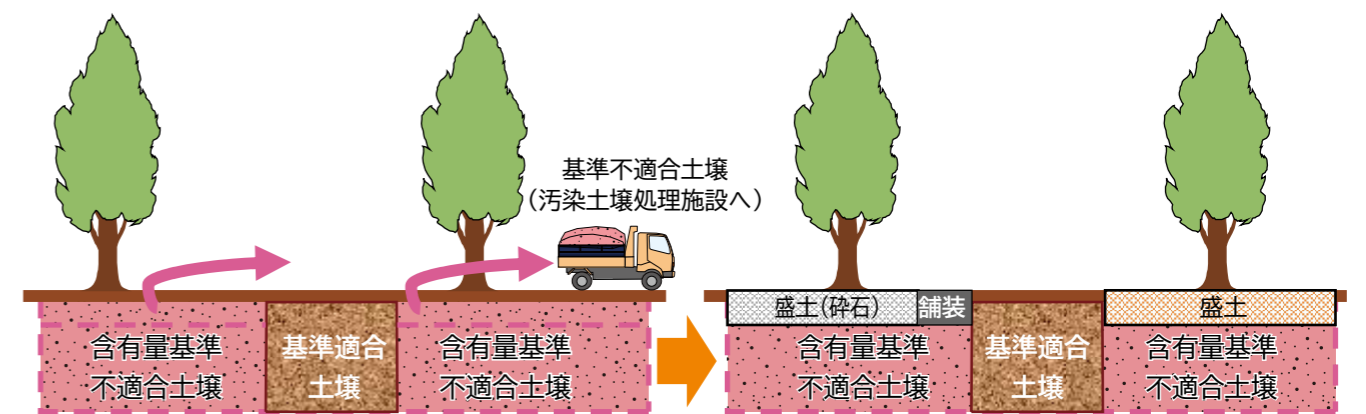 基準不適合土壌
（汚染土壌処理施設へ）
含有量基準
不適合土壌
基準適合
土壌
含有量基準
不適合土壌
盛土（砕石）
舗装
盛土
含有量基準
不適合土壌
基準適合
土壌
含有量基準
不適合土壌